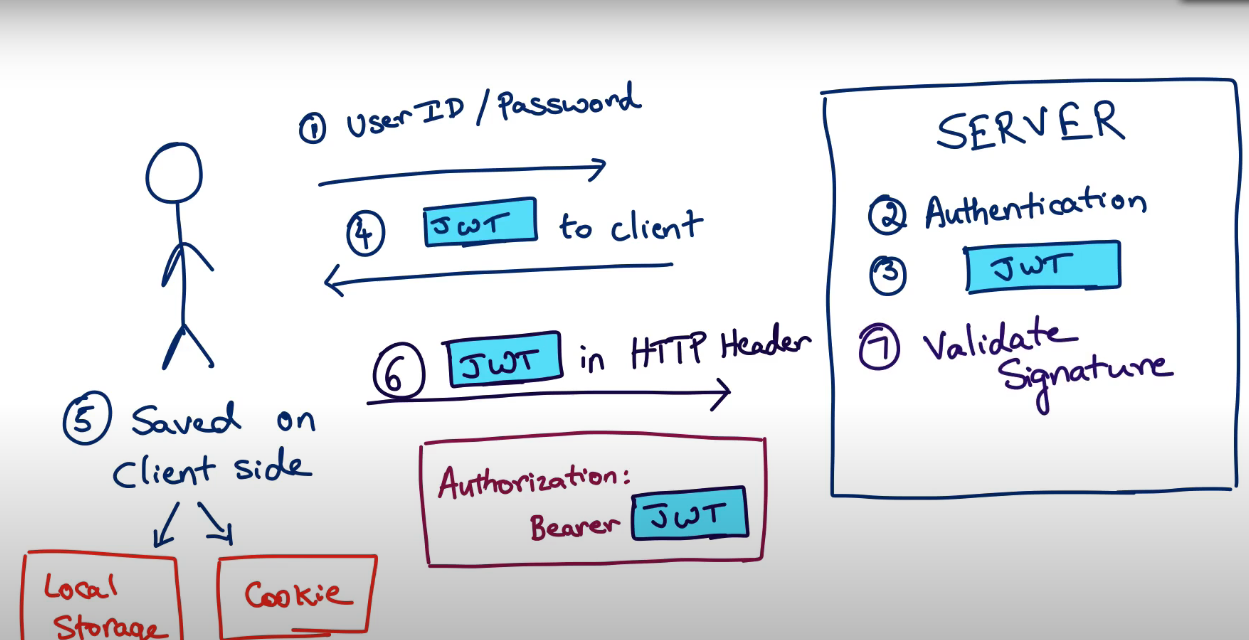 ① UserID / Password
④ JWT to client
⑥ JWT in HTTP Header
Authorization:
Bearer JWT
⑤ Saved on
Client side
Local
Storage
Cookie
SERVER
② Authentication
③ JWT
⑦ Validate
Signature